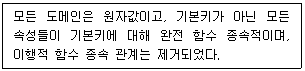 모든 도메인은 원자값이고, 기본키가 아닌 모든
속성들이 기본키에 대해 완전 함수 종속적이며,
이행적 함수 종속 관계는 제거되었다.